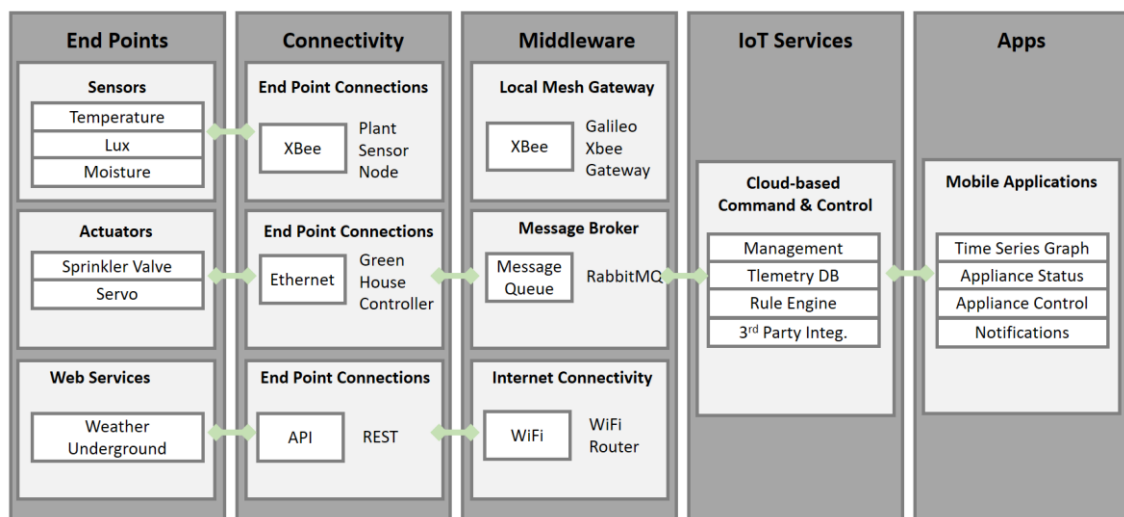 End Points
Sensors
Temperature
Lux
Moisture
Actuators
Sprinkler Valve
Servo
Web Services
Weather
Underground
Connectivity
End Point Connections
XBee
Plant
Sensor
Node
End Point Connections
Ethernet
Green
House
Controller
End Point Connections
API
REST
Middleware
Local Mesh Gateway
XBee
Galileo
Xbee
Gateway
Message Broker
Message
Queue
RabbitMQ
Internet Connectivity
WiFi
WiFi
Router
IoT Services
Cloud-based
Command & Control
Management
Tlemetry DB
Rule Engine
3rd Party Integ.
Apps
Mobile Applications
Time Series Graph
Appliance Status
Appliance Control
Notifications